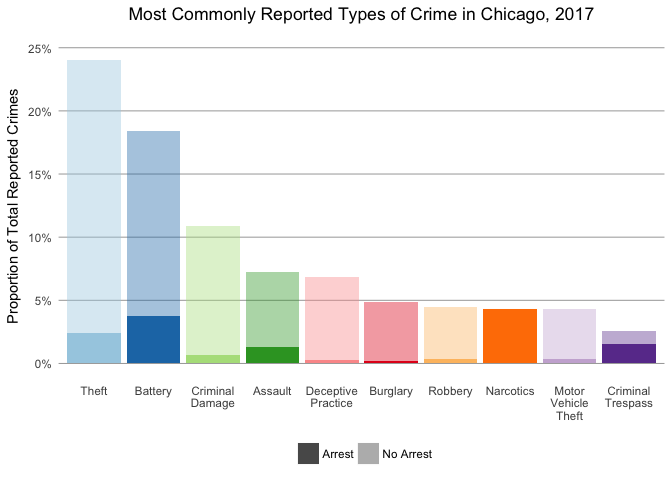 Most Commonly Reported Types of Crime in Chicago, 2017
Proportion of Total Reported Crimes
25%
20%
15%
10%
5%
0%
Theft
Battery
Criminal
Damage
Assault
Deceptive
Practice
Burglary
Robbery
Narcotics
Motor
Vehicle
Theft
Criminal
Trespass
Arrest
No Arrest